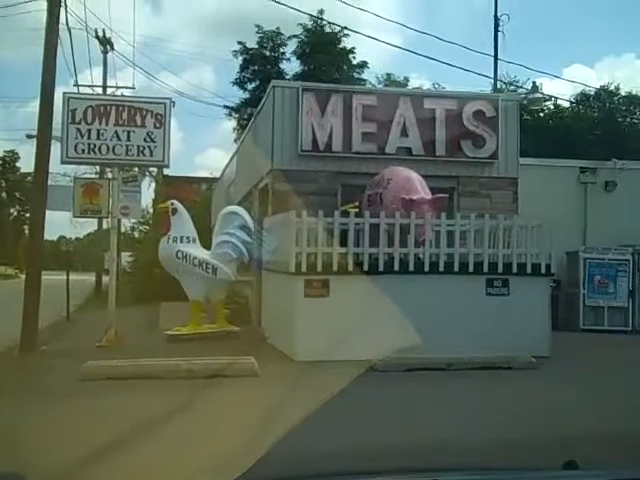 LOWERY'S
MEAT &
GROCERY
MEATS
FRESH
CHICKEN
NO
PARKING